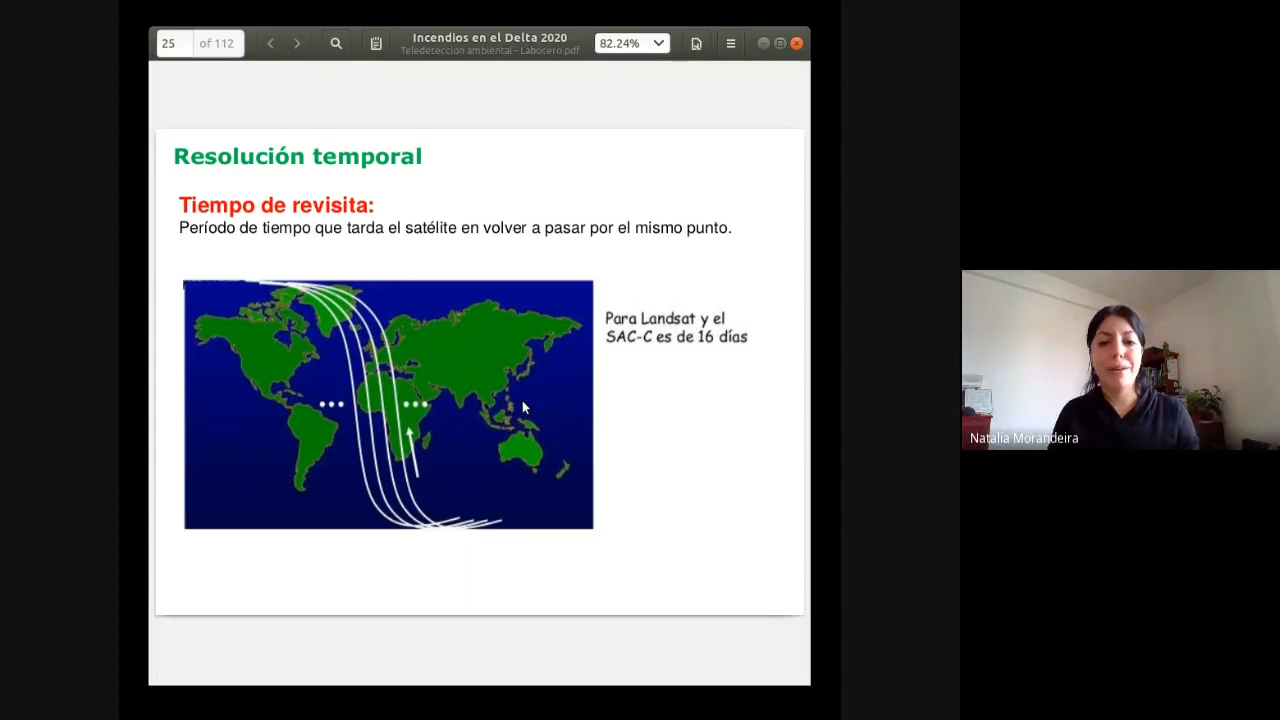 25 of 112
Incendios en el Delta 2020
Teledeteccion ambiental - Labocero.pdf
82.24%
Resolución temporal
Tiempo de revisita:
Período de tiempo que tarda el satélite en volver a pasar por el mismo punto.
Para Landsat y el
SAC-C es de 16 días
Natalia Morandeira